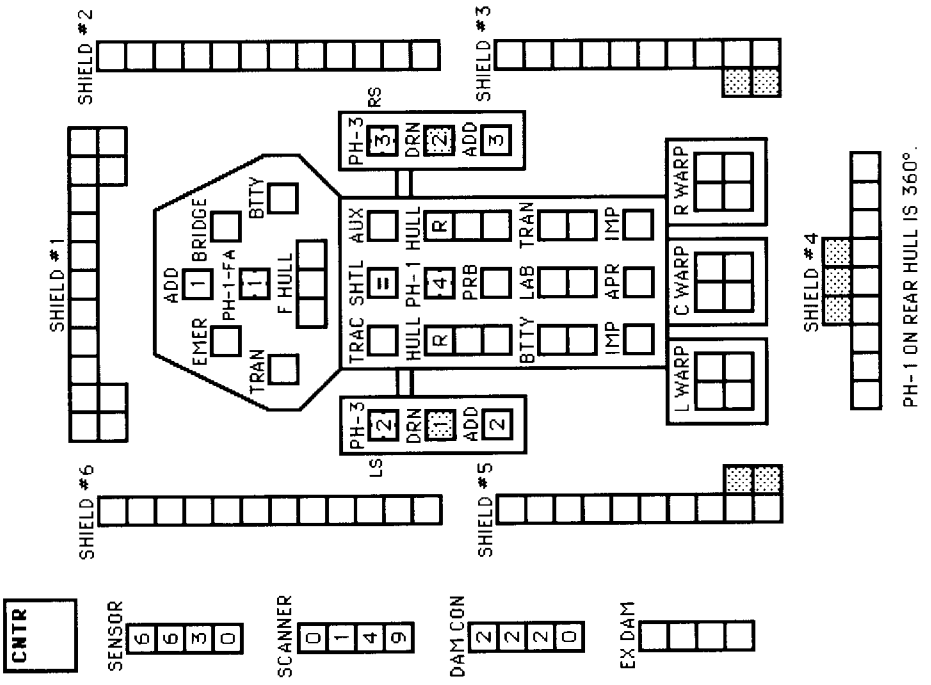 SHIELD #1
SHIELD #6
SHIELD #2
ADD
1
EMER
BRIDGE
PH-1-FA
1
TRAN
BTTY
F HULL
LS
RS
PH-3
2
DRN
1
ADD
2
PH-3
3
DRN
2
ADD
3
TRAC
SHTL
=
AUX
HULL
R
PH-1
4
HULL
R
PRB
BTTY
LAB
TRAN
IMP
APR
IMP
L WARP
C WARP
R WARP
SHIELD #5
SHIELD #3
SHIELD #4
PH-1 ON REAR HULL IS 360°.
CNTR
SENSOR
6
6
3
0
SCANNER
0
1
4
9
DAM CON
2
2
2
0
EX DAM